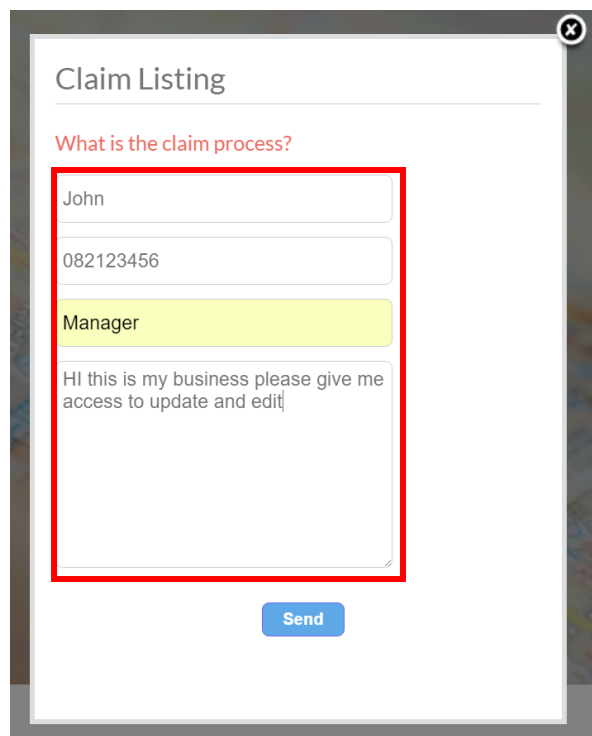 Claim Listing
What is the claim process?
John
082123456
Manager
HI this is my business please give me
access to update and edit
Send